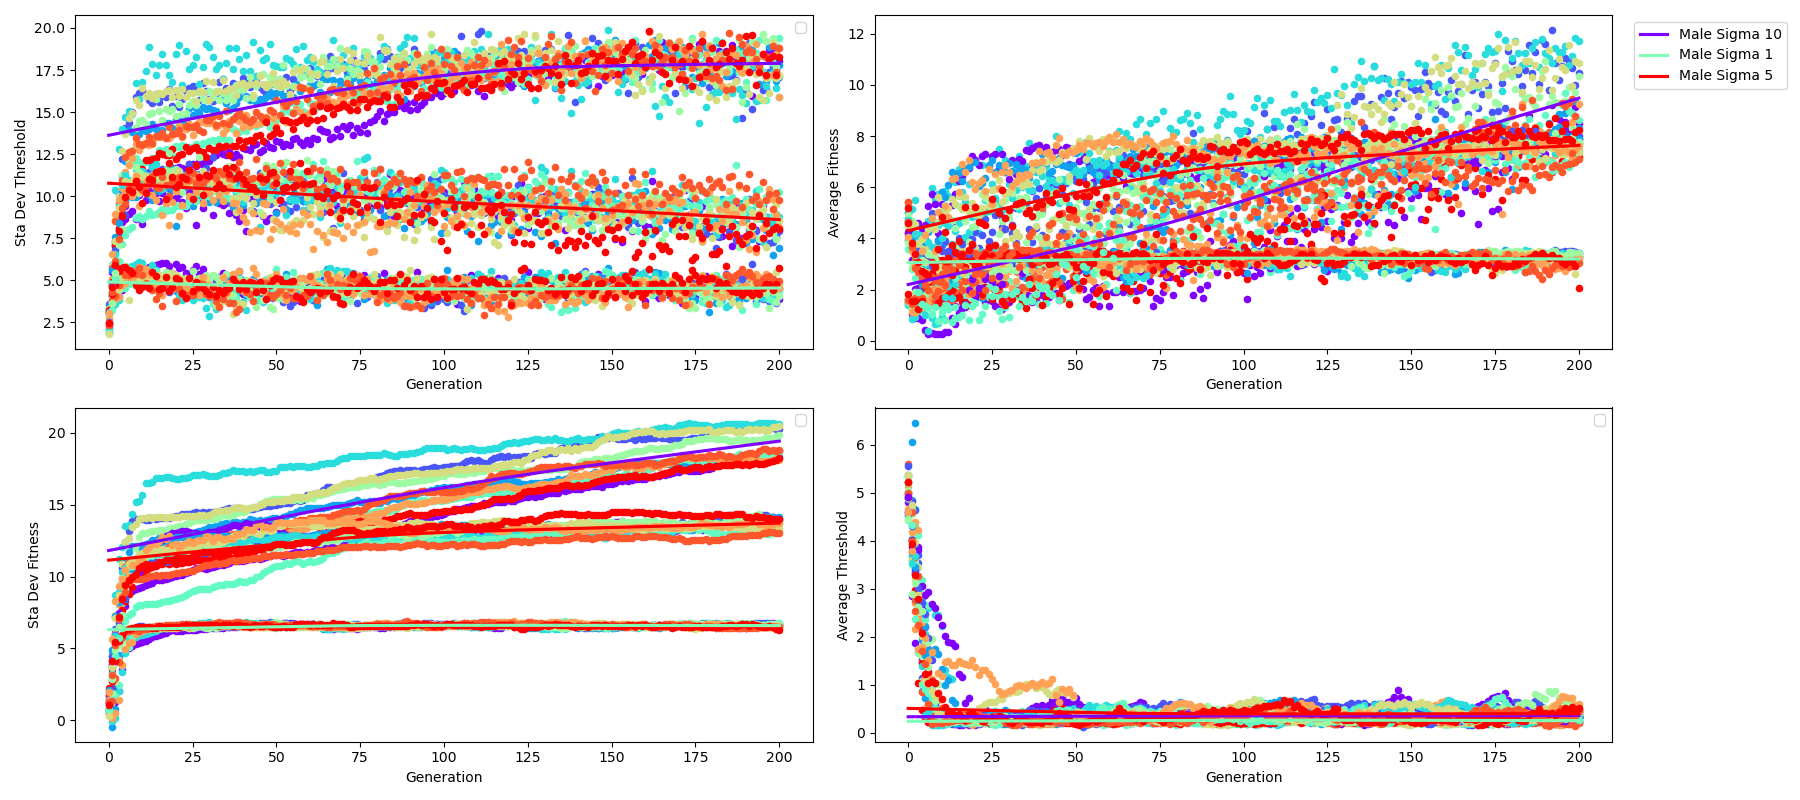 20.0
17.5
15.0
12.5
10.0
7.5
5.0
2.5
Sta Dev Threshold
0 25 50 75 100 125 150 175 200
Generation
12
10
8
6
4
2
0
Average Fitness
0 25 50 75 100 125 150 175 200
Generation
Male Sigma 10
Male Sigma 1
Male Sigma 5
20
15
10
5
0
Sta Dev Fitness
0 25 50 75 100 125 150 175 200
Generation
6
5
4
3
2
1
0
Average Threshold
0 25 50 75 100 125 150 175 200
Generation